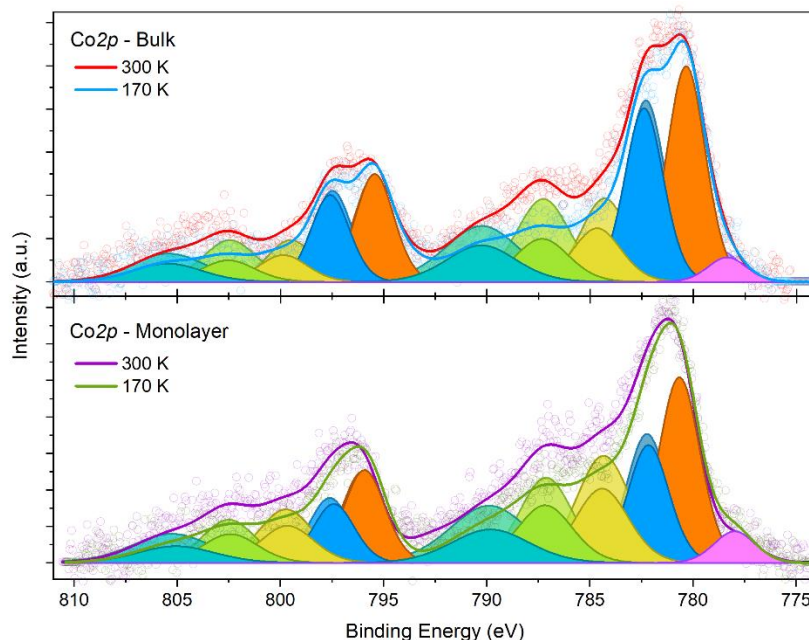 Co2p - Bulk
300 K
170 K
Co2p - Monolayer
300 K
170 K
Intensity (a.u.)
810 805 800 795 790 785 780 775
Binding Energy (eV)